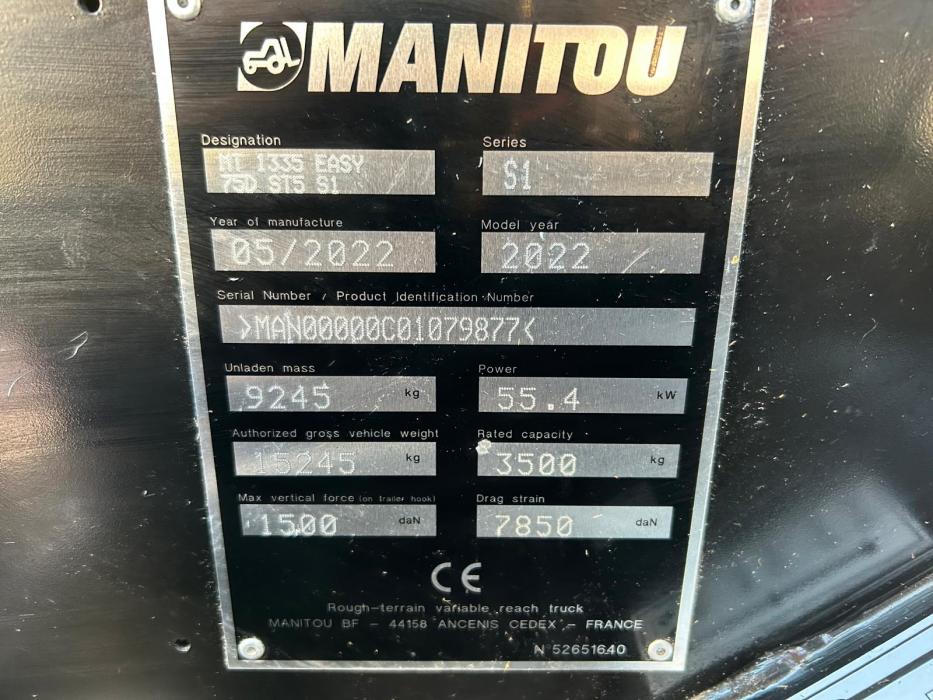 MANITOU
Designation Series
MT 1335 EASY
75D ST5 S1
S1
Year of manufacture Model year
05/2022 2022
Serial Number / Product Identification Number
>MAN00000C01079877<
Unladen mass Power
9245 kg 55.4 kW
Authorized gross vehicle weight Rated capacity
15245 kg 3500 kg
Max vertical force (on trailer hook) Drag strain
1500 daN 7850 daN
CE
Rough-terrain variable reach truck
MANITOU BF - 44158 ANCENIS CEDEX - FRANCE
N 52651640